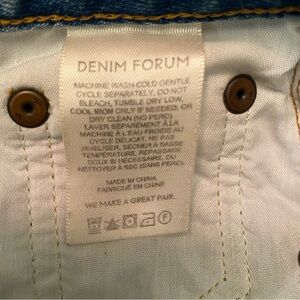 DENIM FORUM
MACHINE WASH COLD GENTLE
CYCLE SEPARATELY. DO NOT
BLEACH, TUMBLE DRY LOW,
COOL IRON ONLY IF NEEDED, OR
DRY CLEAN (NO PERC)
LAVER SÉPARÉMENT À LA
MACHINE À L'EAU FROIDE AU
CYCLE DÉLICAT, NE PAS
JAVELISER, SÉCHER À BASSE
TEMPÉRATURE, REPASSAGE
DOUX SI NÉCESSAIRE, OU
NETTOYER À SEC (SANS PERC)
MADE IN CHINA
FABRIQUÉ EN CHINE
WE MAKE A GREAT PAIR.